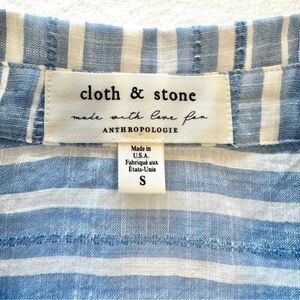 cloth & stone
made with love for
ANTHROPOLOGIE
Made in
U.S.A.
Fabriqué aux
États-Unis
S